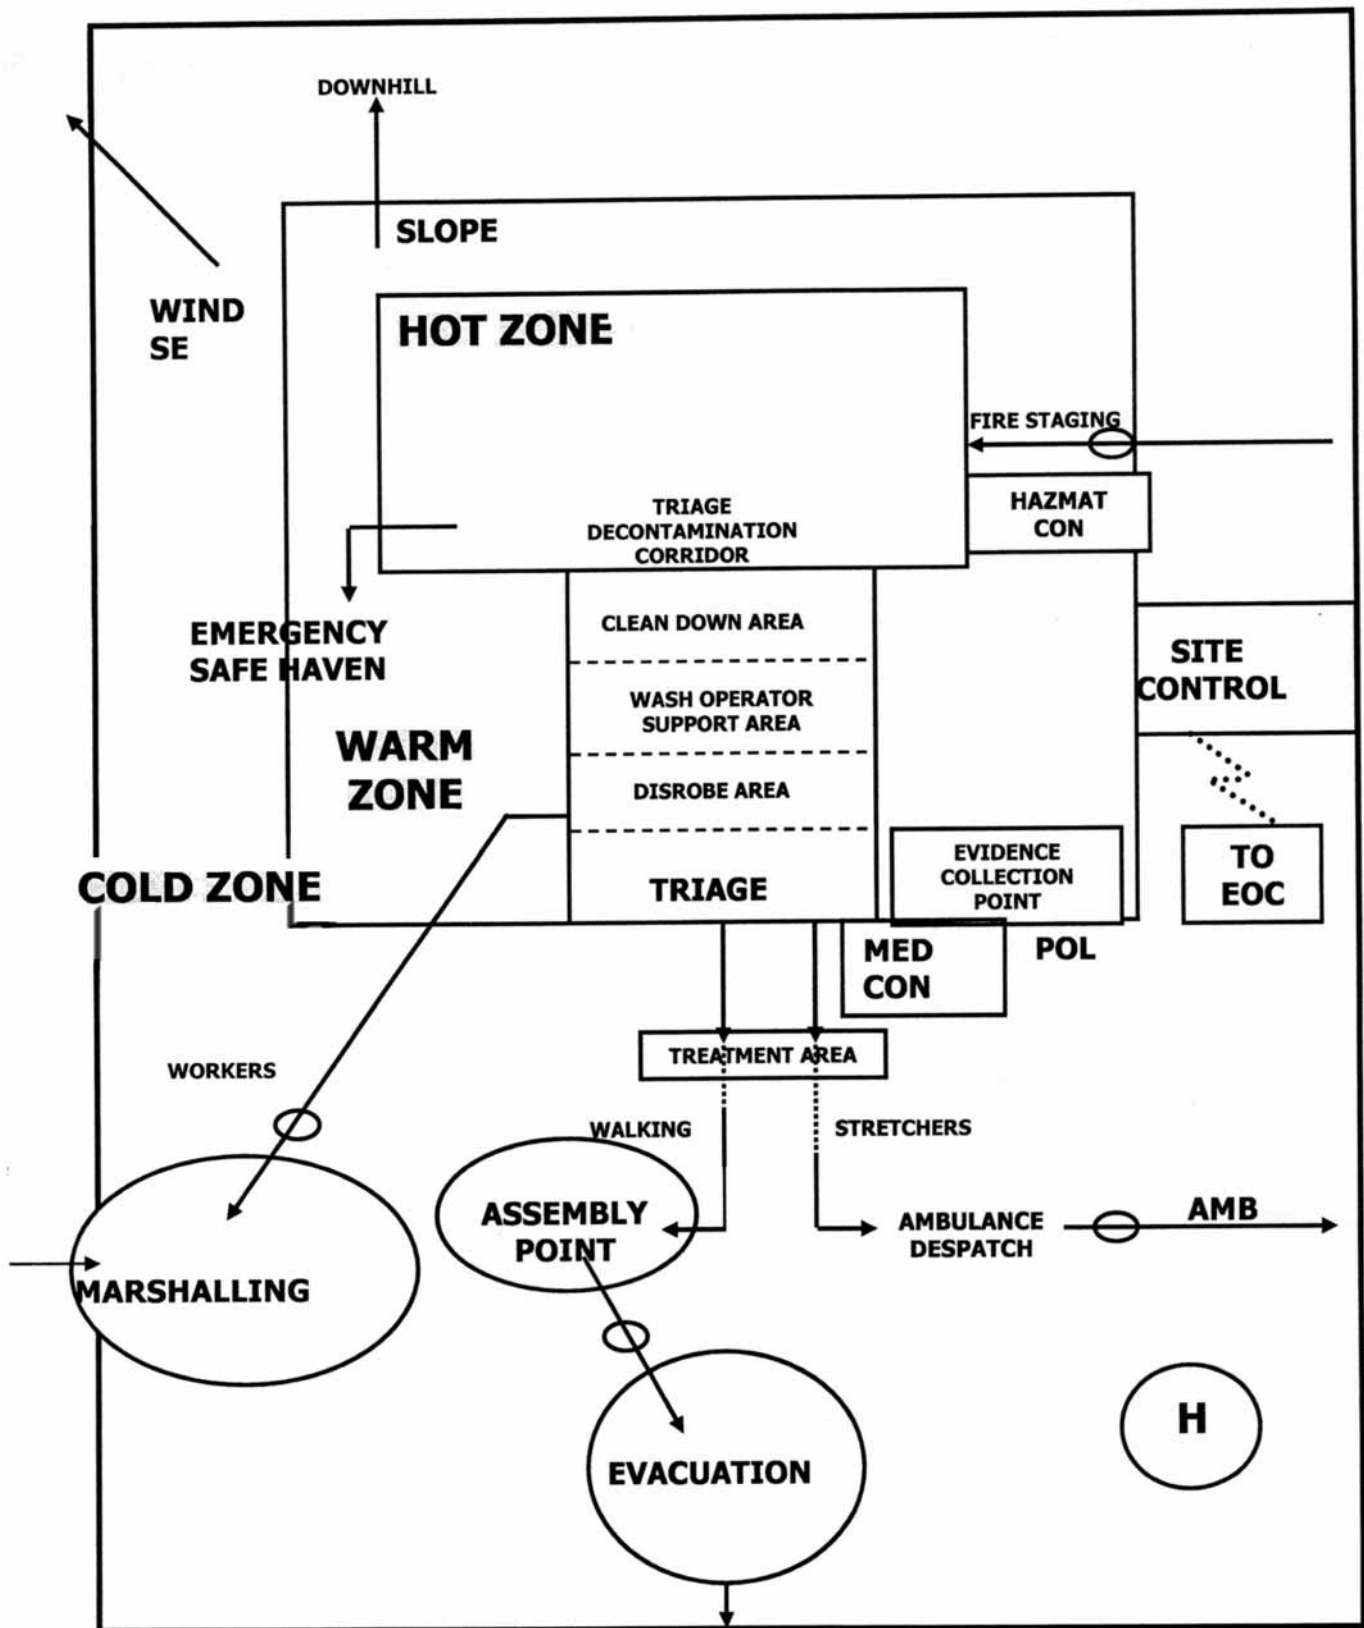 DOWNHILL
SLOPE
WIND
SE
HOT ZONE
FIRE STAGING
HAZMAT
CON
TRIAGE
DECONTAMINATION
CORRIDOR
EMERGENCY
SAFE HAVEN
CLEAN DOWN AREA
SITE
CONTROL
WASH OPERATOR
SUPPORT AREA
WARM
ZONE
DISROBE AREA
COLD ZONE
TRIAGE
EVIDENCE
COLLECTION
POINT
TO
EOC
MED
CON
POL
TREATMENT AREA
WORKERS
WALKING
STRETCHERS
ASSEMBLY
POINT
AMBULANCE
DESPATCH
AMB
MARSHALLING
EVACUATION
H